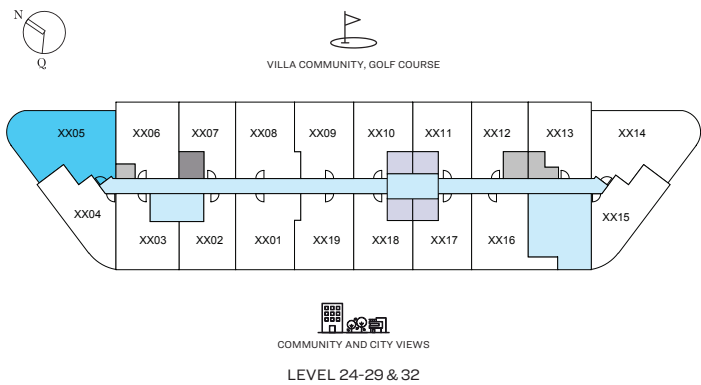 N
Q
VILLA COMMUNITY, GOLF COURSE
XX05 XX06 XX07 XX08 XX09 XX10 XX11 XX12 XX13 XX14
XX04 XX03 XX02 XX01 XX19 XX18 XX17 XX16 XX15
COMMUNITY AND CITY VIEWS
LEVEL 24-29 & 32